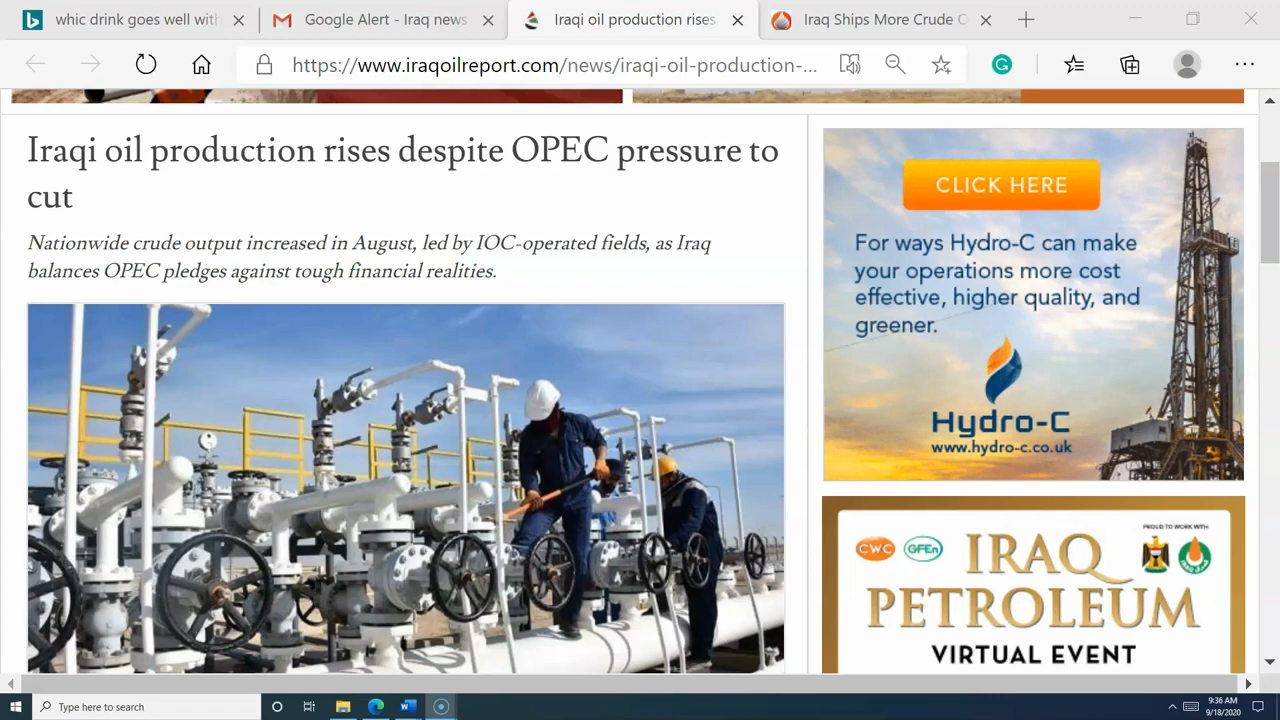 whic drink goes well with
Google Alert - Iraq news
Iraqi oil production rises
Iraq Ships More Crude O
https://www.iraqoilreport.com/news/iraqi-oil-production-...
Iraqi oil production rises despite OPEC pressure to
cut
Nationwide crude output increased in August, led by IOC-operated fields, as Iraq
balances OPEC pledges against tough financial realities.
CLICK HERE
For ways Hydro-C can make
your operations more cost
effective, higher quality, and
greener.
Hydro-C
www.hydro-c.co.uk
PROUD TO WORK WITH
CWC
GFEn
IRAQ
PETROLEUM
VIRTUAL EVENT
Type here to search
9:36 AM
9/18/2020